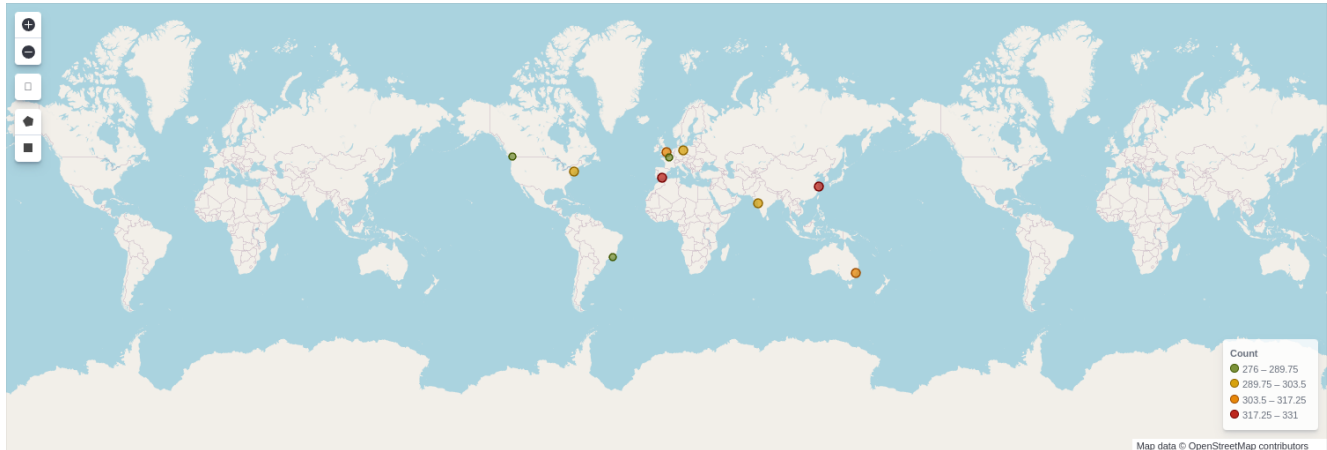 Count
276 – 289.75
289.75 – 303.5
303.5 – 317.25
317.25 – 331
Map data © OpenStreetMap contributors